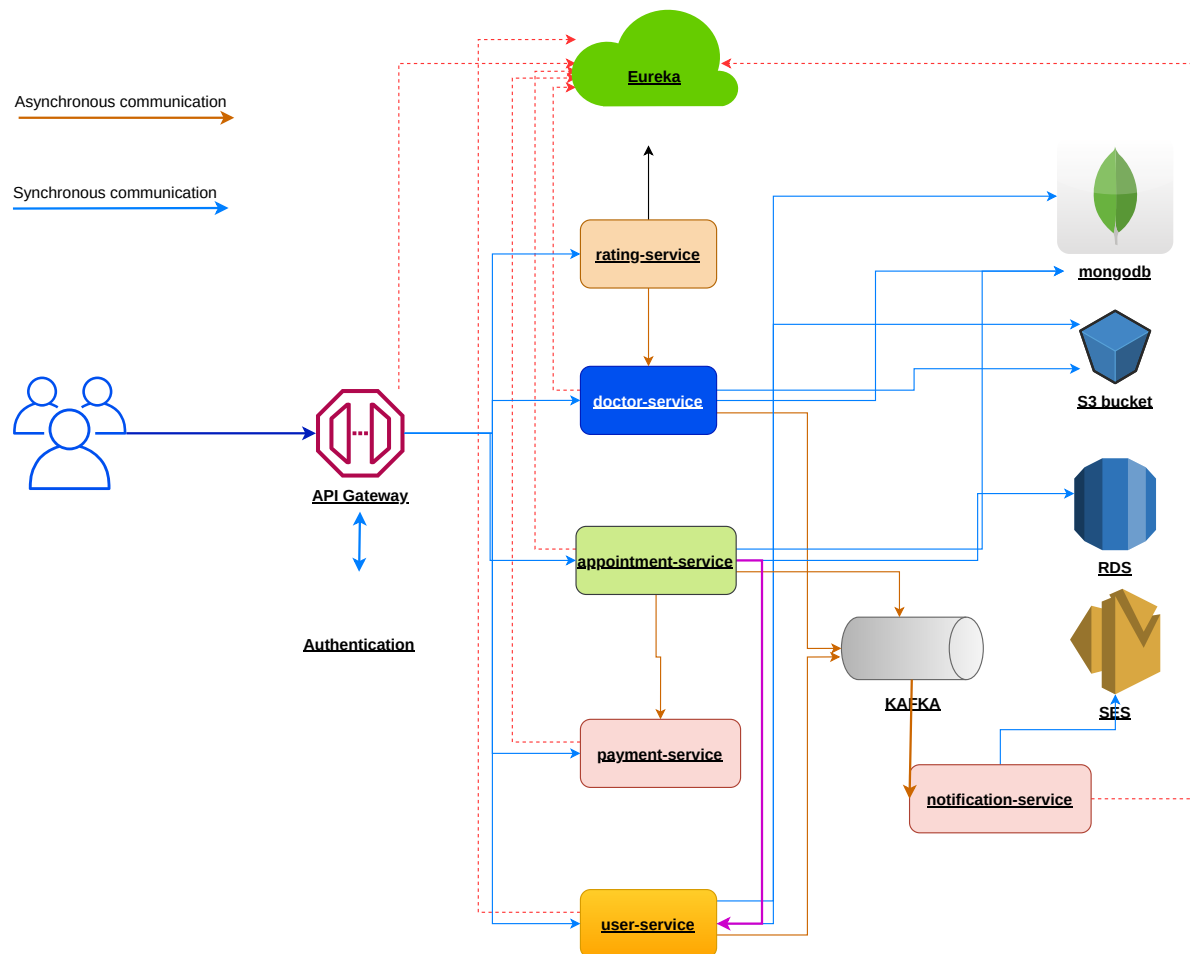 Eureka
Asynchronous communication
Synchronous communication
rating-service
mongodb
doctor-service
S3 bucket
API Gateway
appointment-service
RDS
Authentication
KAFKA
SES
payment-service
notification-service
user-service